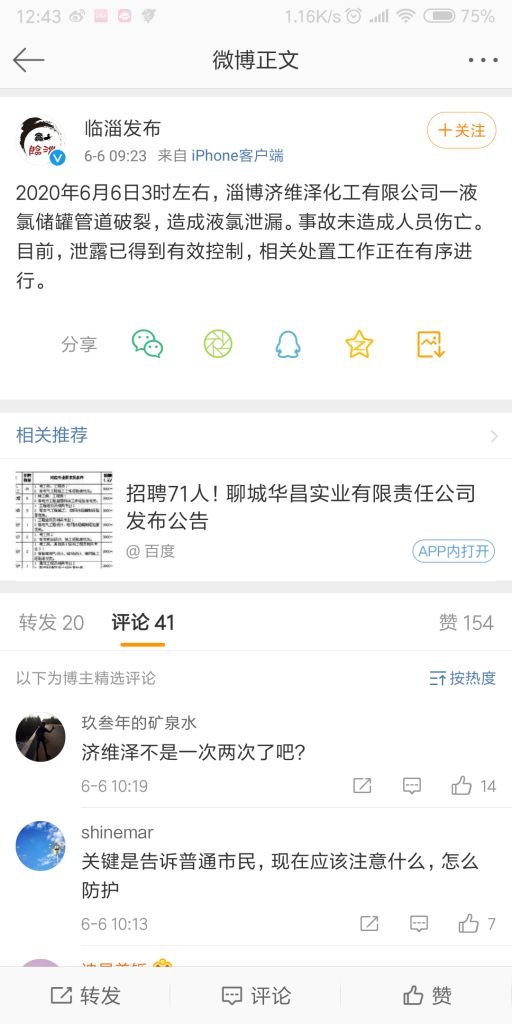 12:43
1.16K/s
75%
微博正文
临淄发布
6-6 09:23 来自 iPhone客户端
+关注
2020年6月6日3时左右，淄博济维泽化工有限公司一液
氯储罐管道破裂，造成液氯泄漏。事故未造成人员伤亡。
目前，泄露已得到有效控制，相关处置工作正在有序进
行。
分享
相关推荐
招聘71人！聊城华昌实业有限责任公司
发布公告
@ 百度
APP内打开
转发 20
评论 41
赞 154
以下为博主精选评论
按热度
玖叁年的矿泉水
济维泽不是一次两次了吧？
6-6 10:19
14
shinemar
关键是告诉普通市民，现在应该注意什么，怎么
防护
6-6 10:13
7
转发
评论
赞